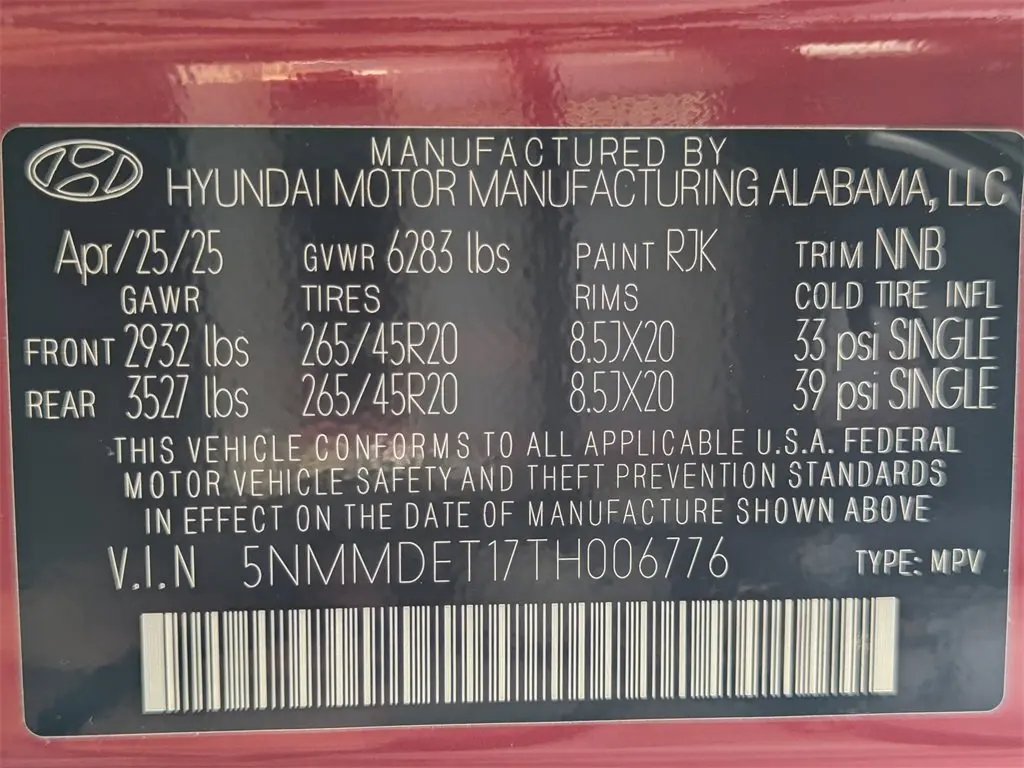 MANUFACTURED BY
HYUNDAI MOTOR MANUFACTURING ALABAMA, LLC
Apr/25/25 GVWR 6283 lbs PAINT RJK TRIM NNB
GAWR TIRES RIMS COLD TIRE INFL
FRONT 2932 lbs 265/45R20 8.5JX20 33 psi SINGLE
REAR 3527 lbs 265/45R20 8.5JX20 39 psi SINGLE
THIS VEHICLE CONFORMS TO ALL APPLICABLE U.S.A. FEDERAL
MOTOR VEHICLE SAFETY AND THEFT PREVENTION STANDARDS
IN EFFECT ON THE DATE OF MANUFACTURE SHOWN ABOVE
V.I.N 5NMMDET17TH006776 TYPE: MPV